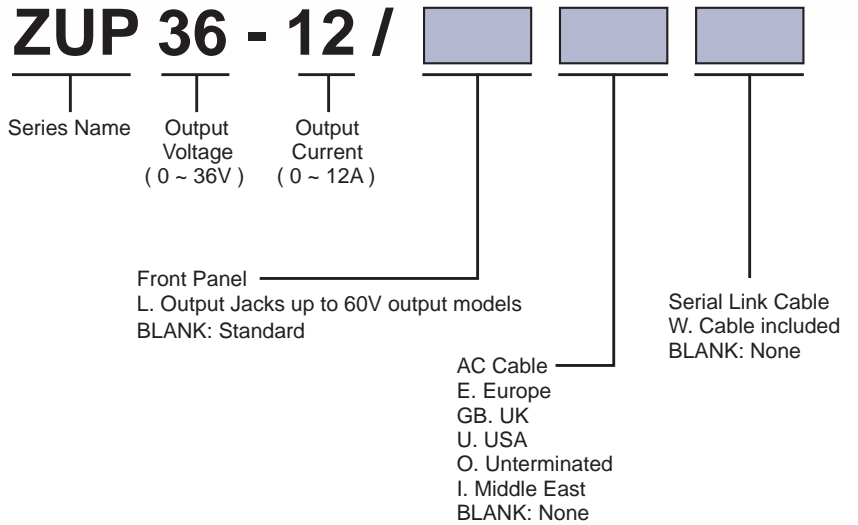 ZUP 36 - 12 /
Series Name
Output
Voltage
( 0 ~ 36V )
Output
Current
( 0 ~ 12A )
Front Panel
L. Output Jacks up to 60V output models
BLANK: Standard
AC Cable
E. Europe
GB. UK
U. USA
O. Unterminated
I. Middle East
BLANK: None
Serial Link Cable
W. Cable included
BLANK: None